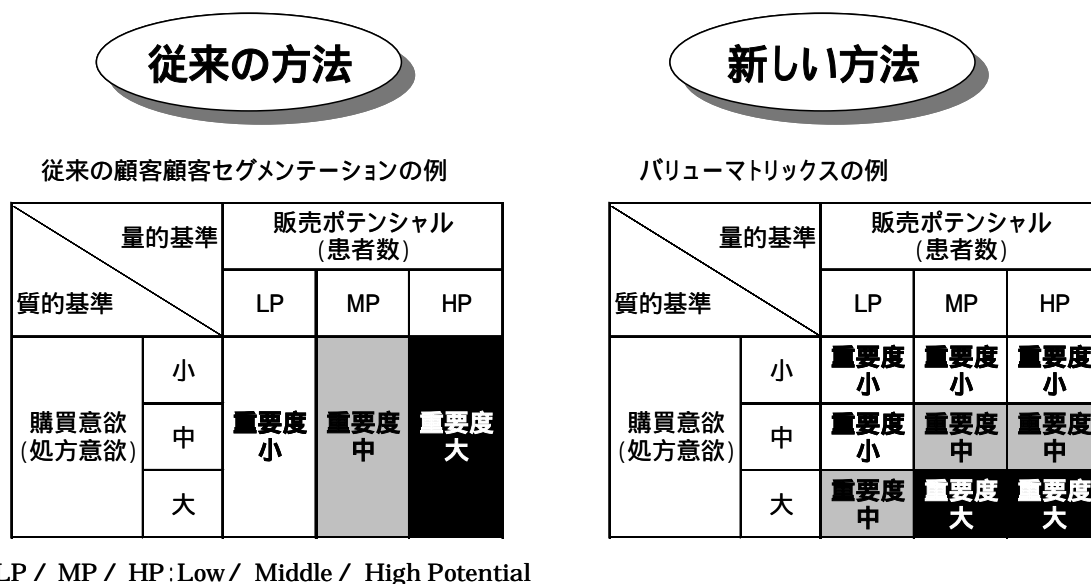 従来の方法
新しい方法
従来の顧客顧客セグメンテーションの例
量的基準
質的基準
販売ポテンシャル
(患者数)
LP MP HP
購買意欲
(処方意欲)
小
中
大
重要度
小
重要度
中
重要度
大
バリューマトリックスの例
量的基準
質的基準
販売ポテンシャル
(患者数)
LP MP HP
購買意欲
(処方意欲)
小
重要度 重要度 重要度
小 小 小
中
重要度 重要度 重要度
小 中 中
大
重要度 重要度 重要度
中 大 大
LP / MP / HP:Low / Middle / High Potential